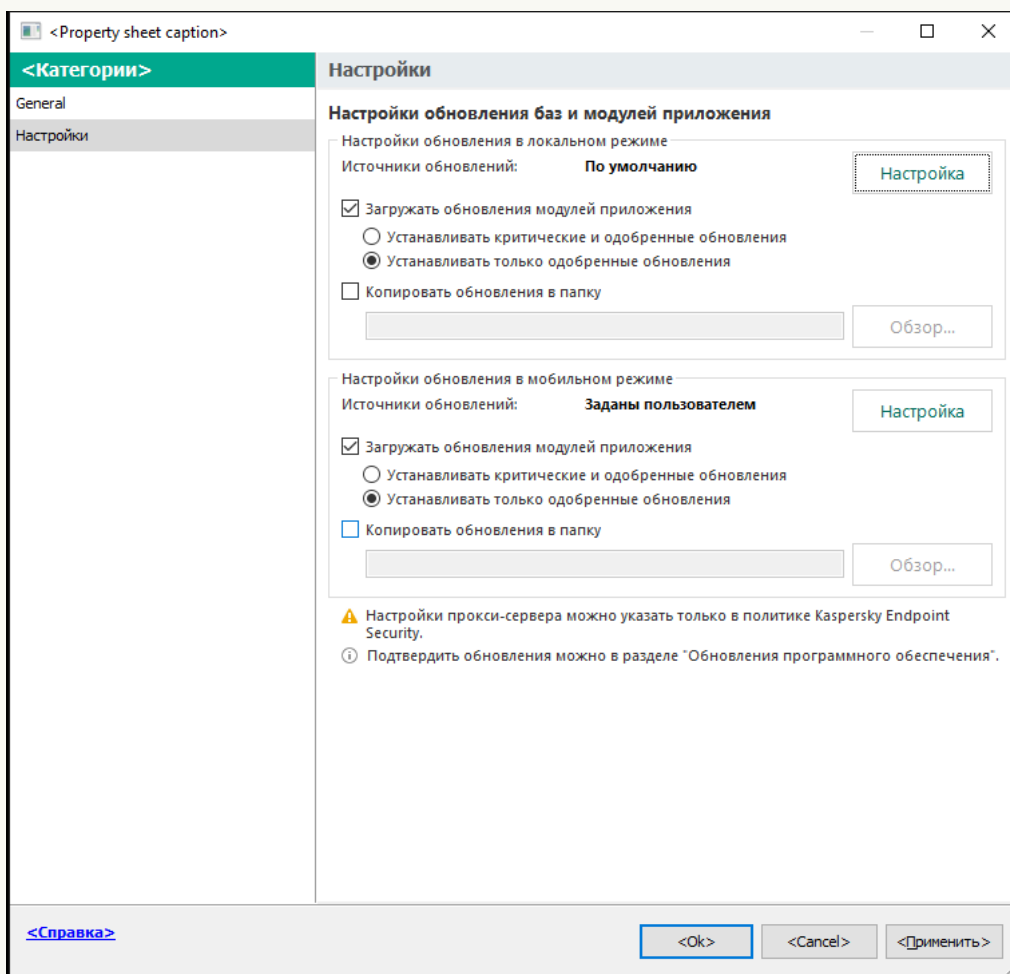 <Property sheet caption>
<Категории>
General
Настройки
Настройки
Настройки обновления баз и модулей приложения
Настройки обновления в локальном режиме
Источники обновлений: По умолчанию
Настройка
Загружать обновления модулей приложения
Устанавливать критические и одобренные обновления
Устанавливать только одобренные обновления
Копировать обновления в папку
Обзор...
Настройки обновления в мобильном режиме
Источники обновлений: Заданы пользователем
Настройка
Загружать обновления модулей приложения
Устанавливать критические и одобренные обновления
Устанавливать только одобренные обновления
Копировать обновления в папку
Обзор...
Настройки прокси-сервера можно указать только в политике Kaspersky Endpoint
Security.
Подтвердить обновления можно в разделе "Обновления программного обеспечения".
<Справка>
<Ok> <Cancel> <Применить>